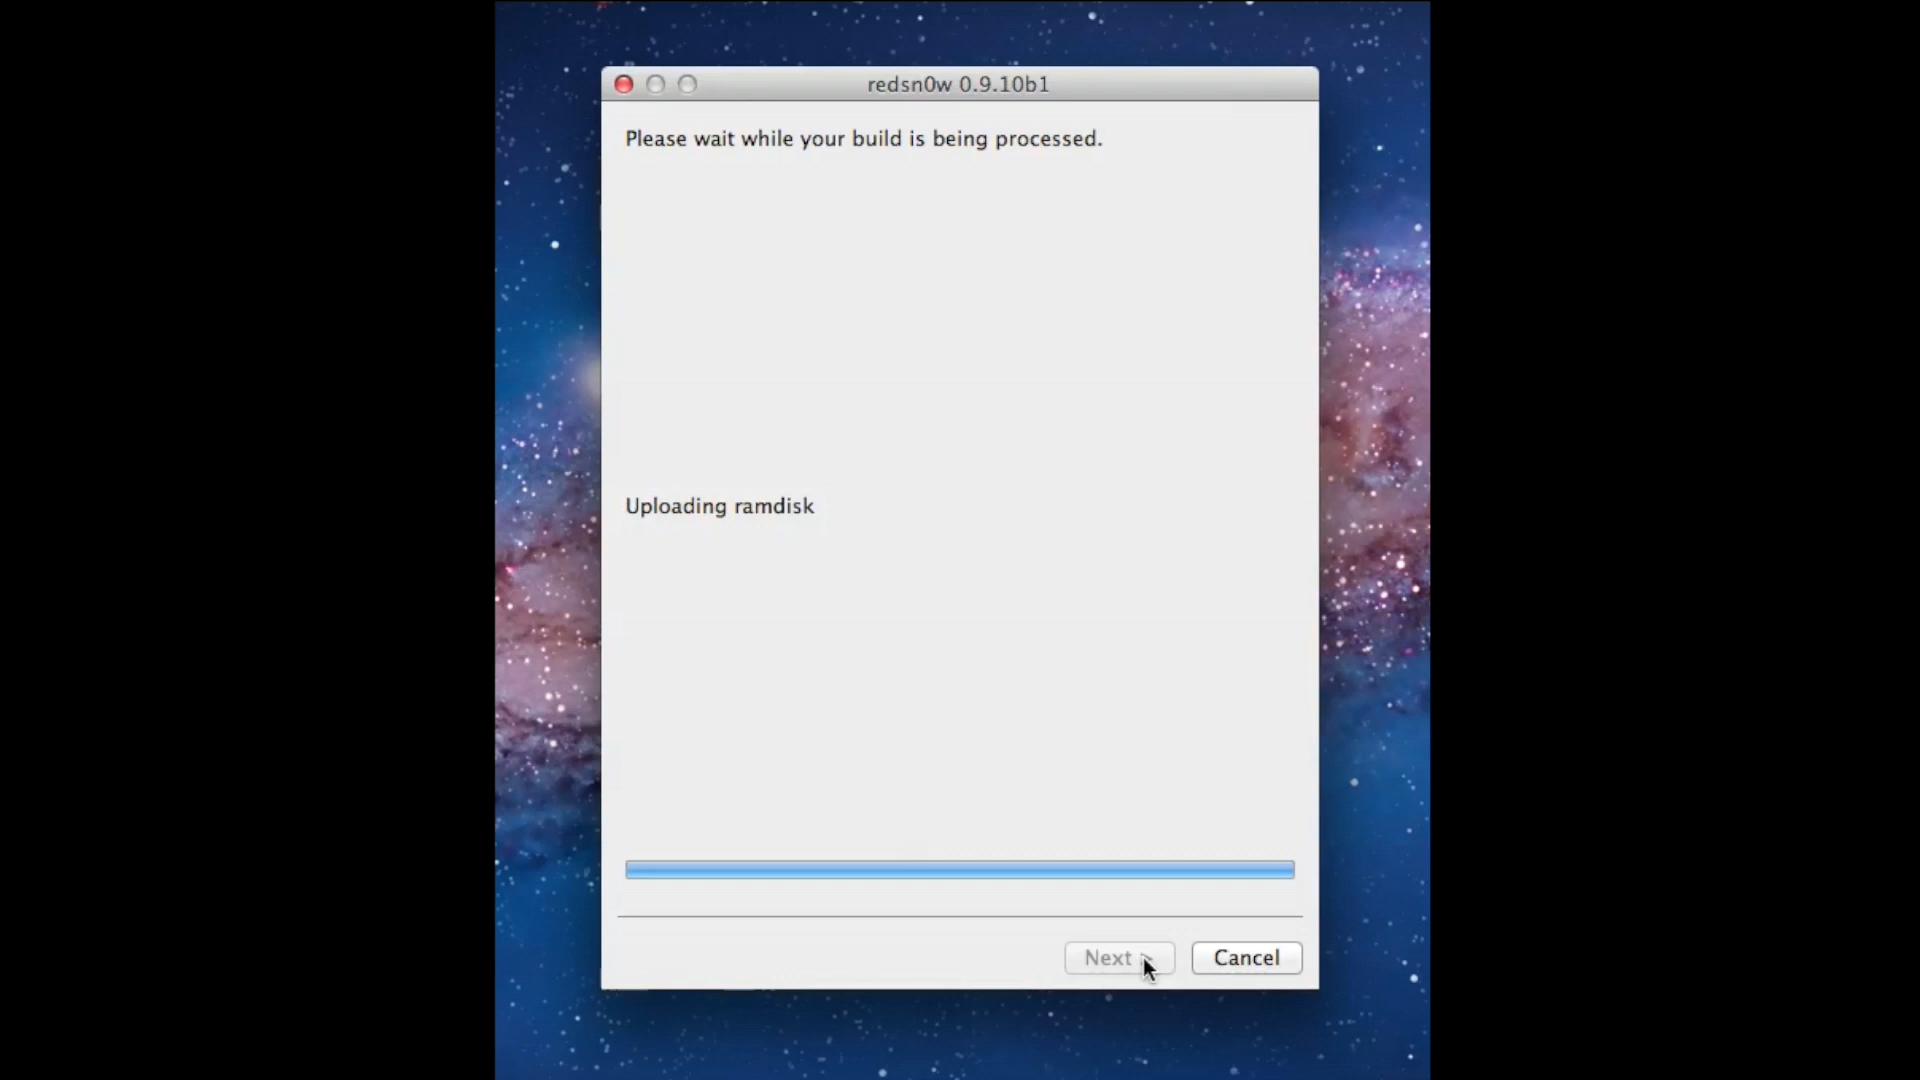 redsn0w 0.9.10b1
Please wait while your build is being processed.
Uploading ramdisk
Next >
Cancel